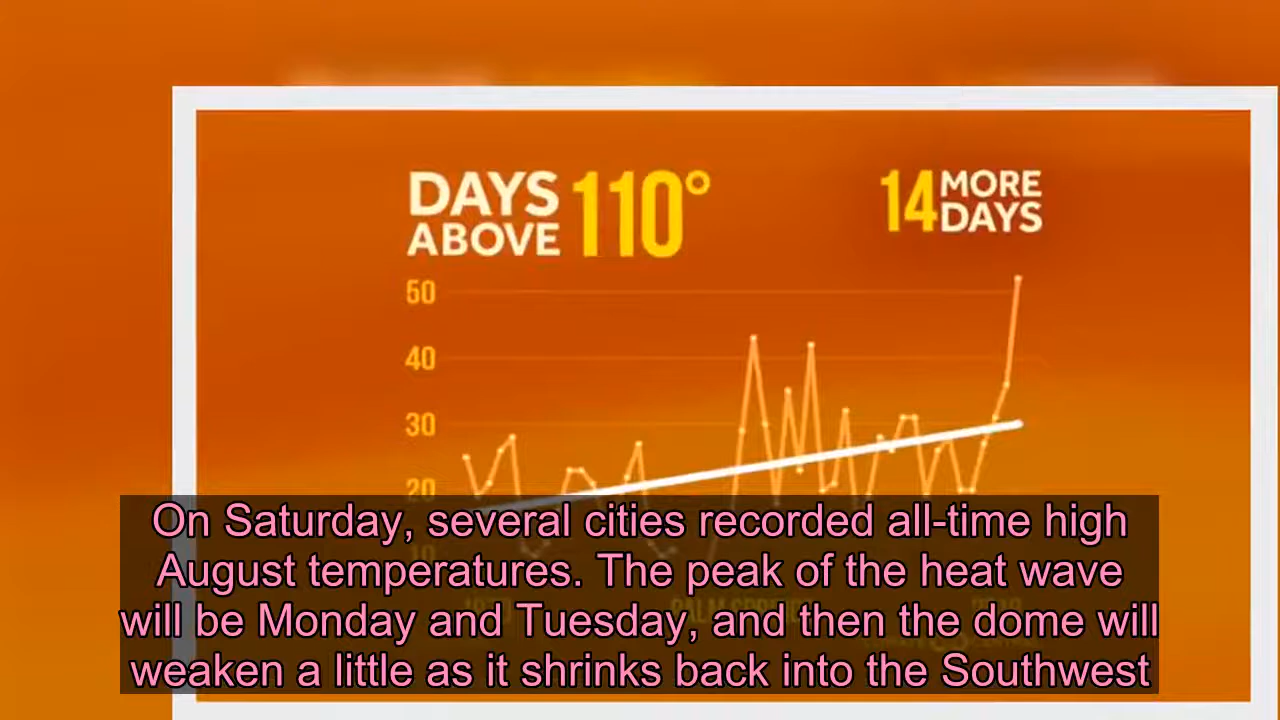 DAYS 110° 14 MORE
ABOVE DAYS
50
40
30
20
10
On Saturday, several cities recorded all-time high
August temperatures. The peak of the heat wave
will be Monday and Tuesday, and then the dome will
weaken a little as it shrinks back into the Southwest